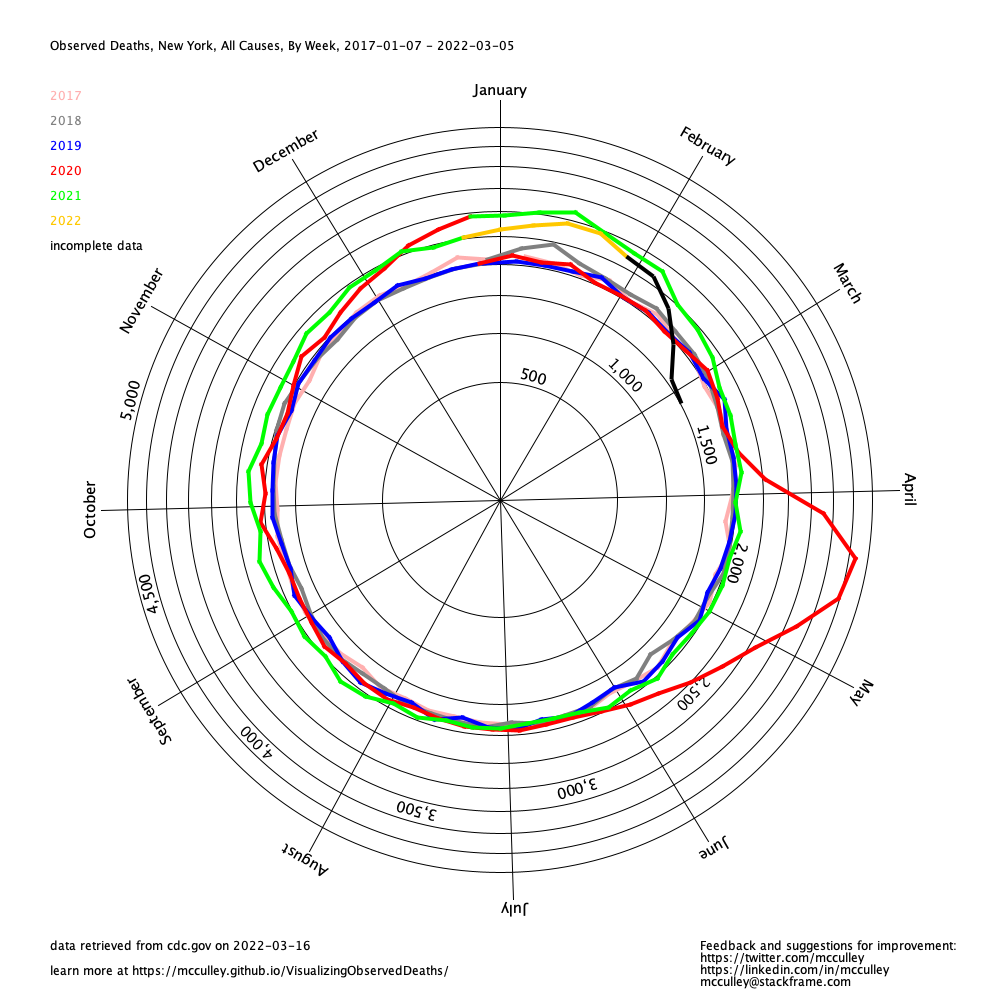 Observed Deaths, New York, All Causes, By Week, 2017-01-07 - 2022-03-05
2017
2018
2019
2020
2021
2022
incomplete data
January
February
March
April
May
June
July
August
September
October
November
December
500
1,000
1,500
2,000
2,500
3,000
3,500
4,000
4,500
5,000
data retrieved from cdc.gov on 2022-03-16
learn more at https://mcculley.github.io/VisualizingObservedDeaths/
Feedback and suggestions for improvement:
https://twitter.com/mcculley
https://linkedin.com/in/mcculley
mcculley@stackframe.com